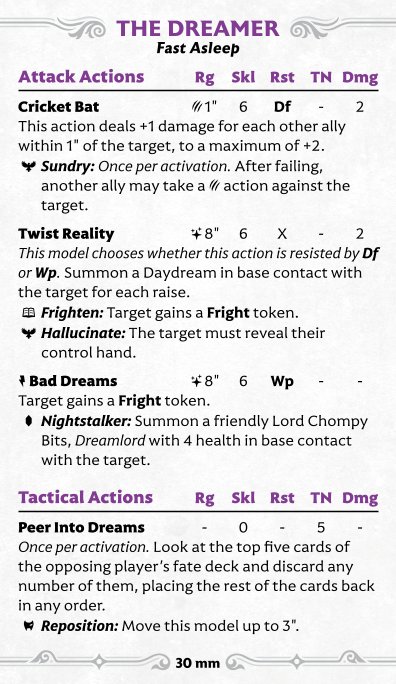 THE DREAMER
Fast Asleep
Attack Actions Rg Skl Rst TN Dmg
Cricket Bat 1" 6 Df - 2
This action deals +1 damage for each other ally
within 1" of the target, to a maximum of +2.
Sundry: Once per activation. After failing,
another ally may take a action against the
target.
Twist Reality 8" 6 X - 2
This model chooses whether this action is resisted by Df
or Wp. Summon a Daydream in base contact with
the target for each raise.
Frighten: Target gains a Fright token.
Hallucinate: The target must reveal their
control hand.
Bad Dreams 8" 6 Wp - -
Target gains a Fright token.
Nightstalker: Summon a friendly Lord Chompy
Bits, Dreamlord with 4 health in base contact
with the target.
Tactical Actions Rg Skl Rst TN Dmg
Peer Into Dreams - 0 - 5 -
Once per activation. Look at the top five cards of
the opposing player's fate deck and discard any
number of them, placing the rest of the cards back
in any order.
Reposition: Move this model up to 3".
30 mm